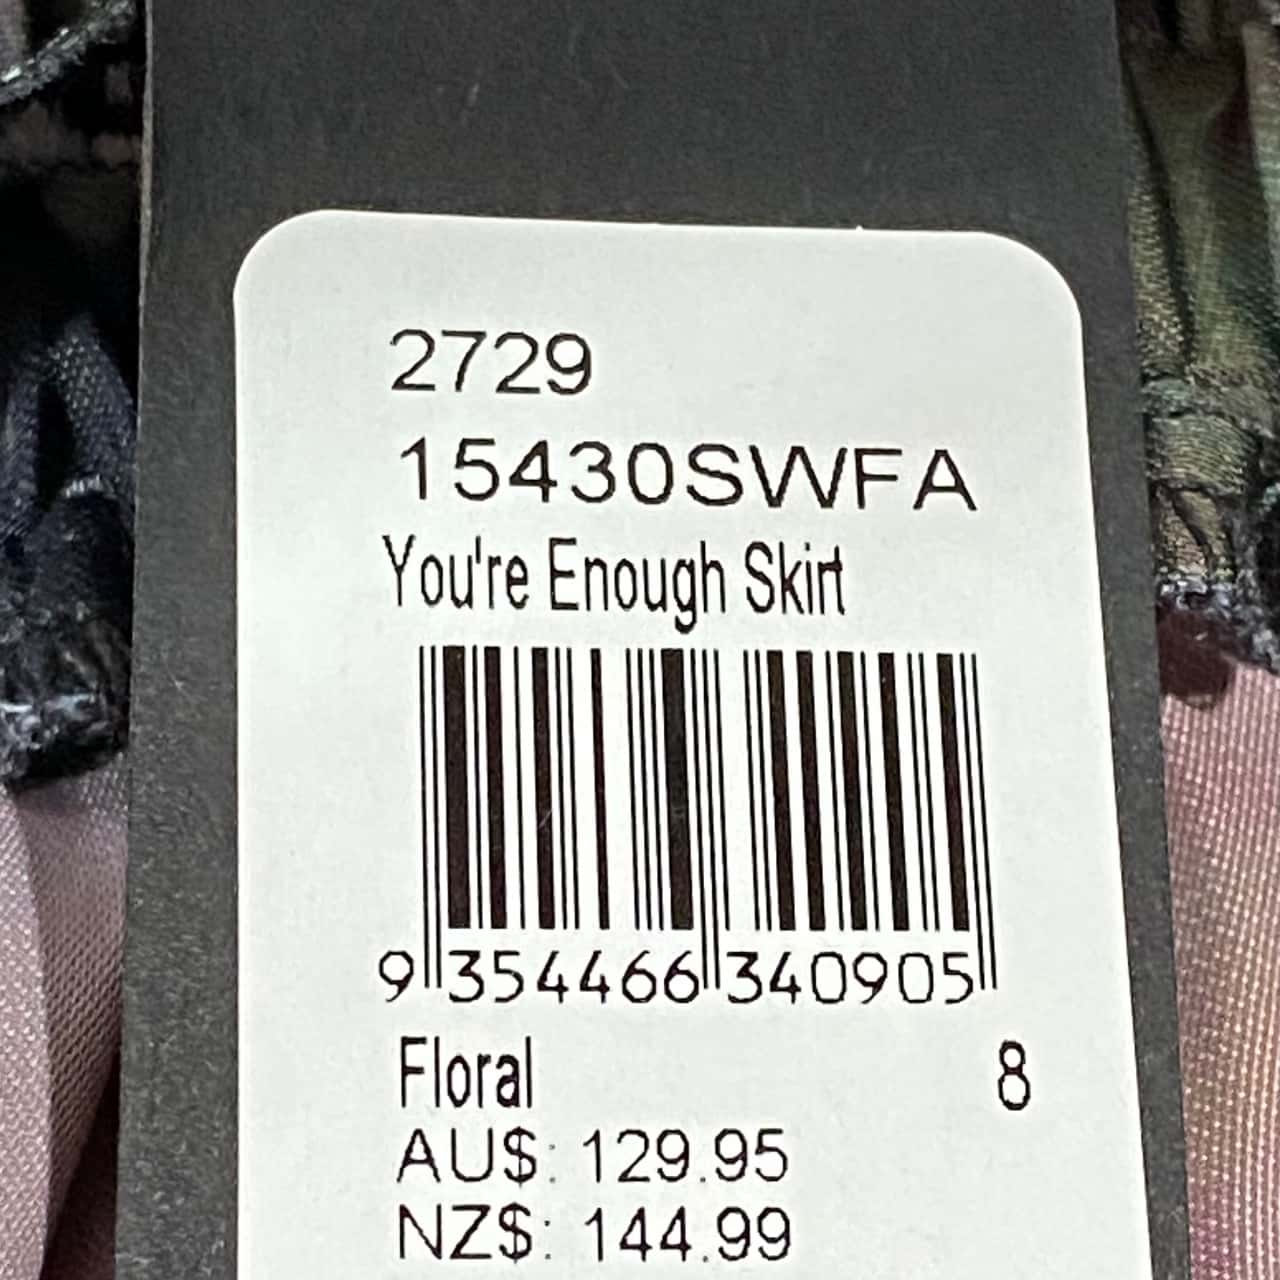 2729
15430SWFA
You're Enough Skirt
9 354466 340905
Floral 8
AU$: 129.95
NZ$: 144.99